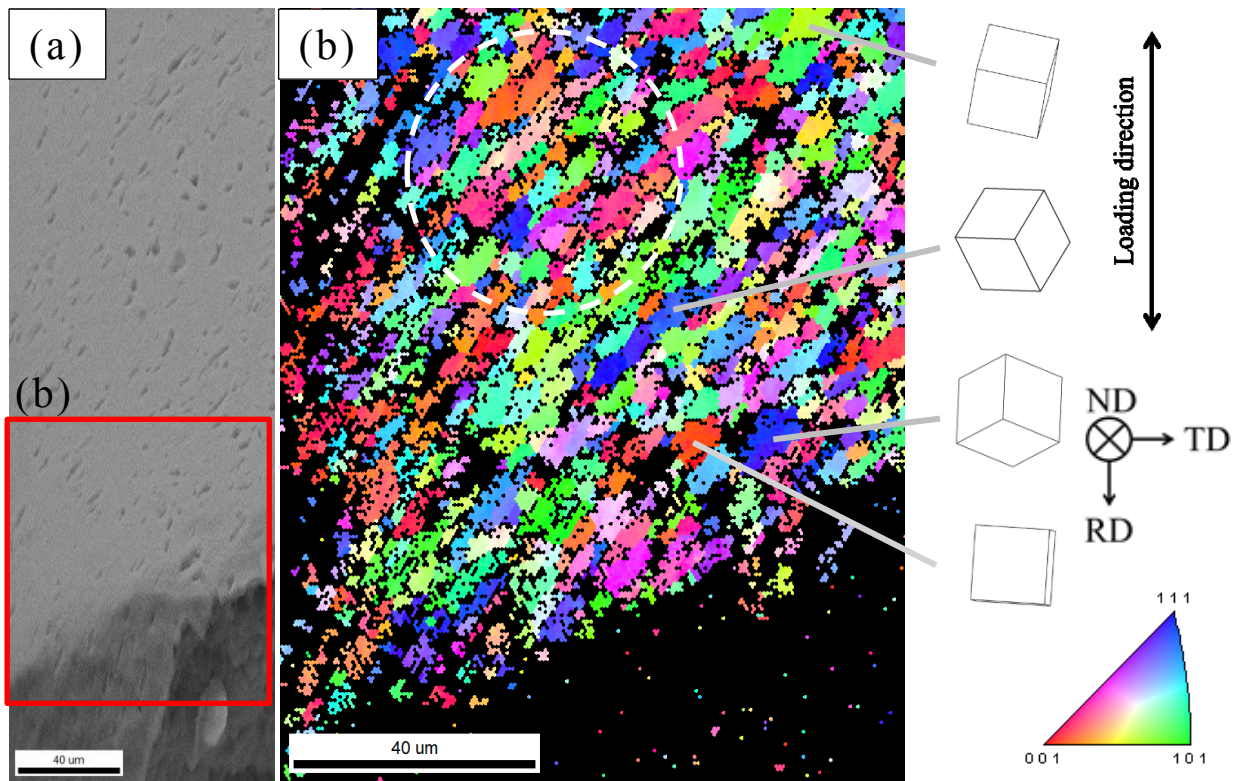 (a)
(b)
40 um
(b)
40 um
Loading direction
ND
TD
RD
1 1 1
0 0 1
1 0 1